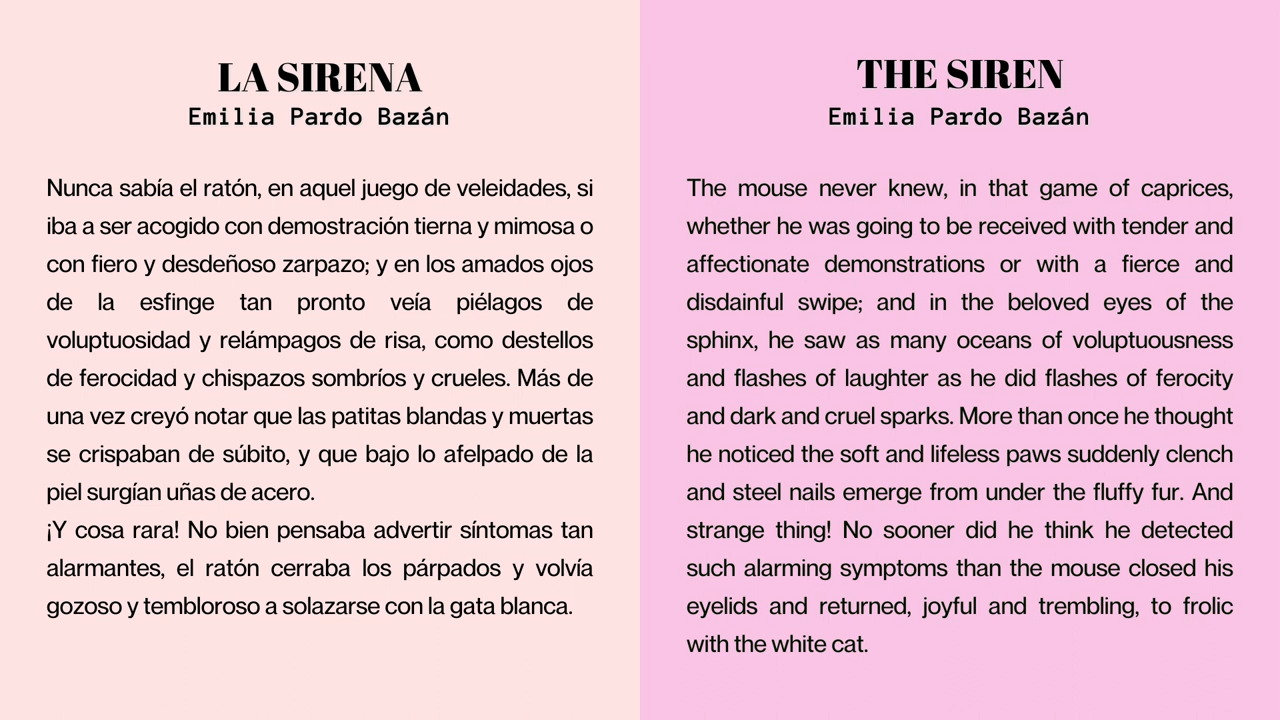 LA SIRENA
Emilia Pardo Bazán
Nunca sabía el ratón, en aquel juego de veleidades, si
iba a ser acogido con demostración tierna y mimosa o
con fiero y desdeñoso zarpazo; y en los amados ojos
de la esfinge tan pronto veía piélagos de
voluptuosidad y relámpagos de risa, como destellos
de ferocidad y chispazos sombríos y crueles. Más de
una vez creyó notar que las patitas blandas y muertas
se crispaban de súbito, y que bajo lo afelpado de la
piel surgían uñas de acero.
¡Y cosa rara! No bien pensaba advertir síntomas tan
alarmantes, el ratón cerraba los párpados y volvía
gozoso y tembloroso a solazarse con la gata blanca.
THE SIREN
Emilia Pardo Bazán
The mouse never knew, in that game of caprices,
whether he was going to be received with tender and
affectionate demonstrations or with a fierce and
disdainful swipe; and in the beloved eyes of the
sphinx, he saw as many oceans of voluptuousness
and flashes of laughter as he did flashes of ferocity
and dark and cruel sparks. More than once he thought
he noticed the soft and lifeless paws suddenly clench
and steel nails emerge from under the fluffy fur. And
strange thing! No sooner did he think he detected
such alarming symptoms than the mouse closed his
eyelids and returned, joyful and trembling, to frolic
with the white cat.